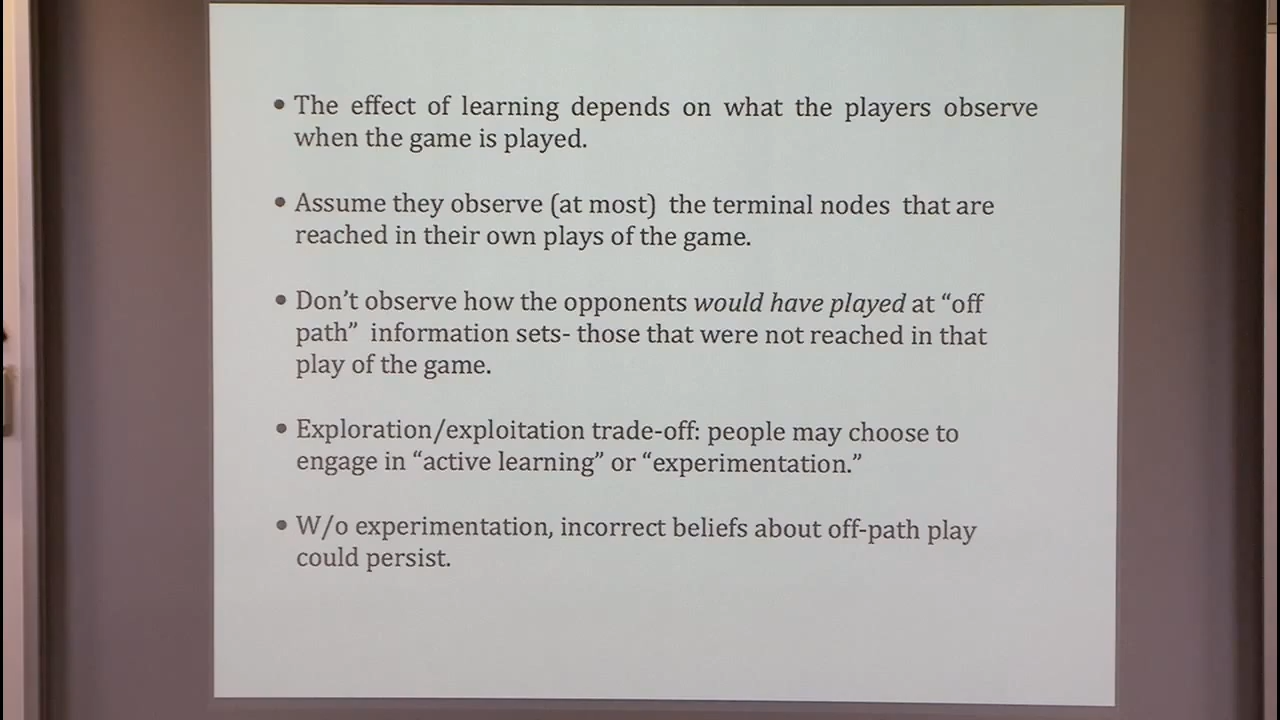 • The effect of learning depends on what the players observe
when the game is played.
• Assume they observe (at most) the terminal nodes that are
reached in their own plays of the game.
• Don’t observe how the opponents would have played at “off
path” information sets- those that were not reached in that
play of the game.
• Exploration/exploitation trade-off: people may choose to
engage in “active learning” or “experimentation.”
• W/o experimentation, incorrect beliefs about off-path play
could persist.